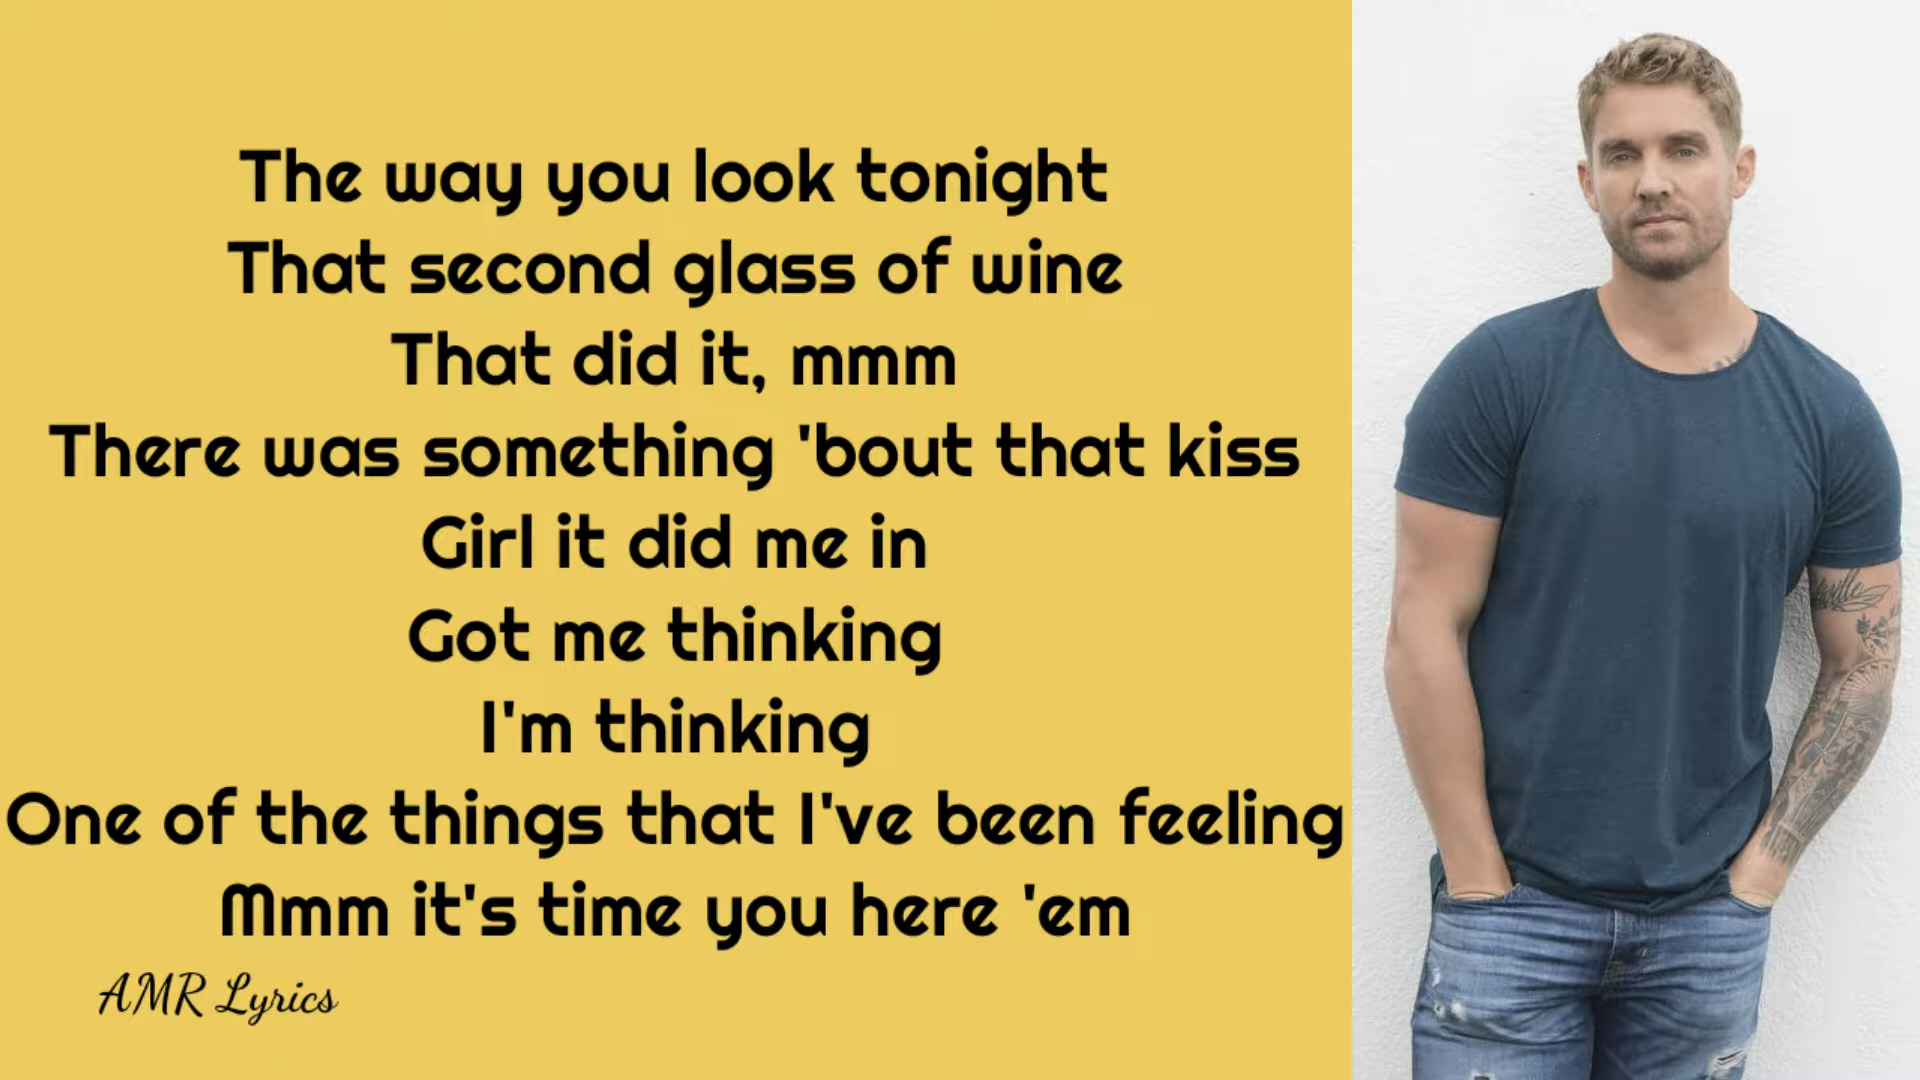 The way you look tonight
That second glass of wine
That did it, mmm
There was something 'bout that kiss
Girl it did me in
Got me thinking
I'm thinking
One of the things that I've been feeling
Mmm it's time you here 'em
AMR Lyrics